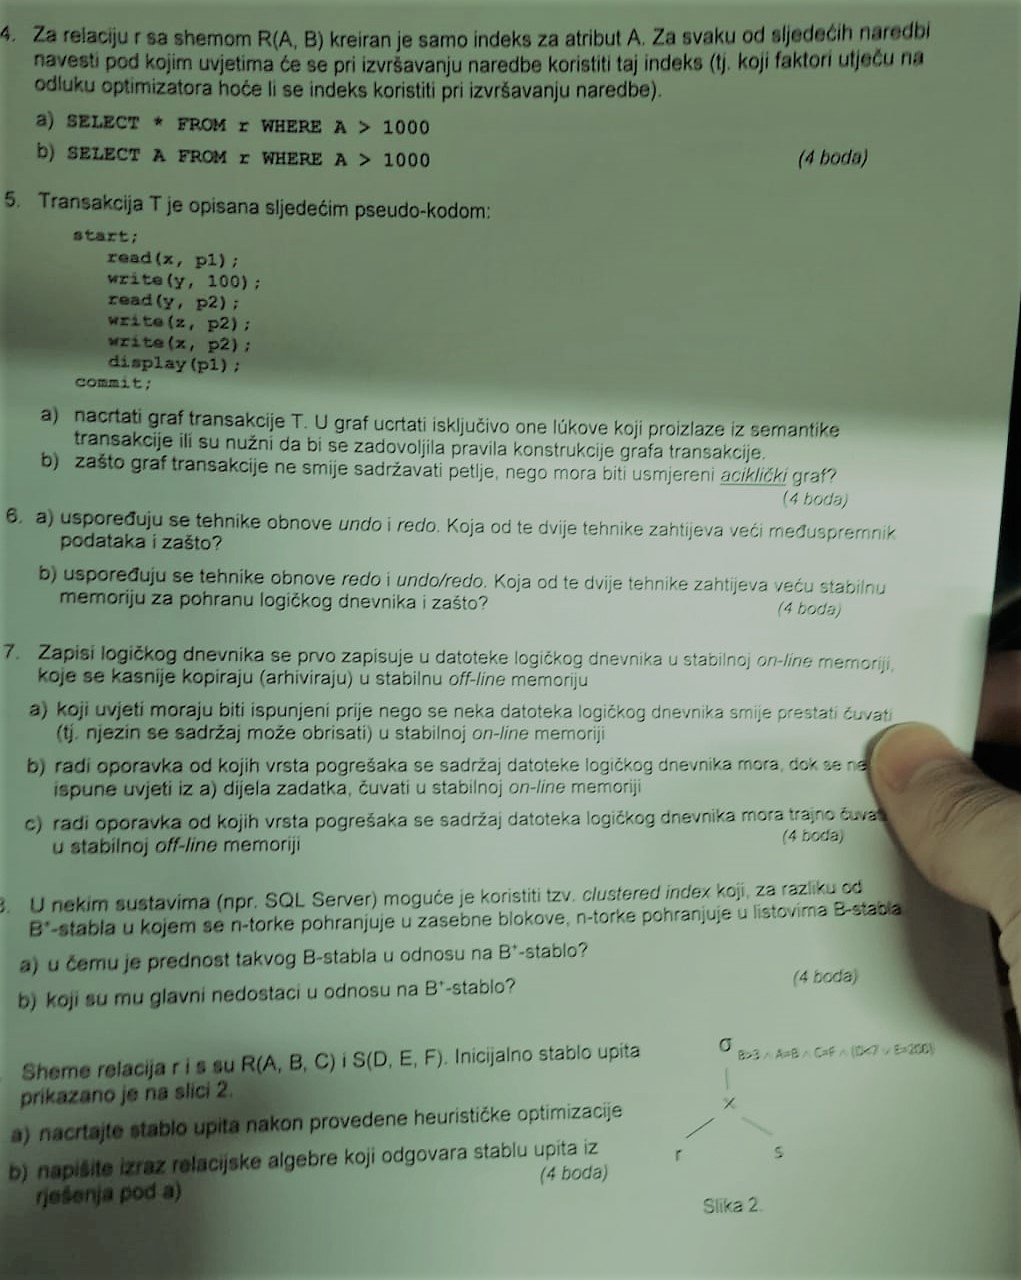 4. Za relaciju r sa shemom R(A, B) kreiran je samo indeks za atribut A. Za svaku od sljedećih naredbi
navesti pod kojim uvjetima će se pri izvršavanju naredbe koristiti taj indeks (tj. koji faktori utječu na
odluku optimizatora hoće li se indeks koristiti pri izvršavanju naredbe).
a) SELECT * FROM r WHERE A > 1000
b) SELECT A FROM r WHERE A > 1000
(4 boda)
5. Transakcija T je opisana sljedećim pseudo-kodom:
start;
read(x, p1);
write(y, 100);
read(y, p2);
write(z, p2);
write(x, p2);
display(p1);
commit;
a) nacrtati graf transakcije T. U graf ucrtati isključivo one lúkove koji proizlaze iz semantike
transakcije ili su nužni da bi se zadovoljila pravila konstrukcije grafa transakcije.
b) zašto graf transakcije ne smije sadržavati petlje, nego mora biti usmjereni aciklički graf?
(4 boda)
6. a) uspoređuju se tehnike obnove undo i redo. Koja od te dvije tehnike zahtijeva veći međuspremnik
podataka i zašto?
b) uspoređuju se tehnike obnove redo i undo/redo. Koja od te dvije tehnike zahtijeva veću stabilnu
memoriju za pohranu logičkog dnevnika i zašto?
(4 boda)
7. Zapisi logičkog dnevnika se prvo zapisuje u datoteke logičkog dnevnika u stabilnoj on-line memoriji,
koje se kasnije kopiraju (arhiviraju) u stabilnu off-line memoriju
a) koji uvjeti moraju biti ispunjeni prije nego se neka datoteka logičkog dnevnika smije prestati čuvati
(tj. njezin se sadržaj može obrisati) u stabilnoj on-line memoriji
b) radi oporavka od kojih vrsta pogrešaka se sadržaj datoteke logičkog dnevnika mora, dok se ne
ispune uvjeti iz a) dijela zadatka, čuvati u stabilnoj on-line memoriji
c) radi oporavka od kojih vrsta pogrešaka se sadržaj datoteka logičkog dnevnika mora trajno čuvat
u stabilnoj off-line memoriji
(4 boda)
U nekim sustavima (npr. SQL Server) moguće je koristiti tzv. clustered index koji, za razliku od
B⁺-stabla u kojem se n-torke pohranjuje u zasebne blokove, n-torke pohranjuje u listovima B-stabla
a) u čemu je prednost takvog B-stabla u odnosu na B⁺-stablo?
b) koji su mu glavni nedostaci u odnosu na B⁺-stablo?
(4 boda)
Sheme relacija r i s su R(A, B, C) i S(D, E, F). Inicijalno stablo upita
prikazano je na slici 2.
a) nacrtajte stablo upita nakon provedene heurističke optimizacije
b) napišite izraz relacijske algebre koji odgovara stablu upita iz
rješenja pod a)
(4 boda)
σ B>3 ∧ A=B ∧ C=F ∧ (D<7 ∨ E=200)
×
r s
Slika 2.